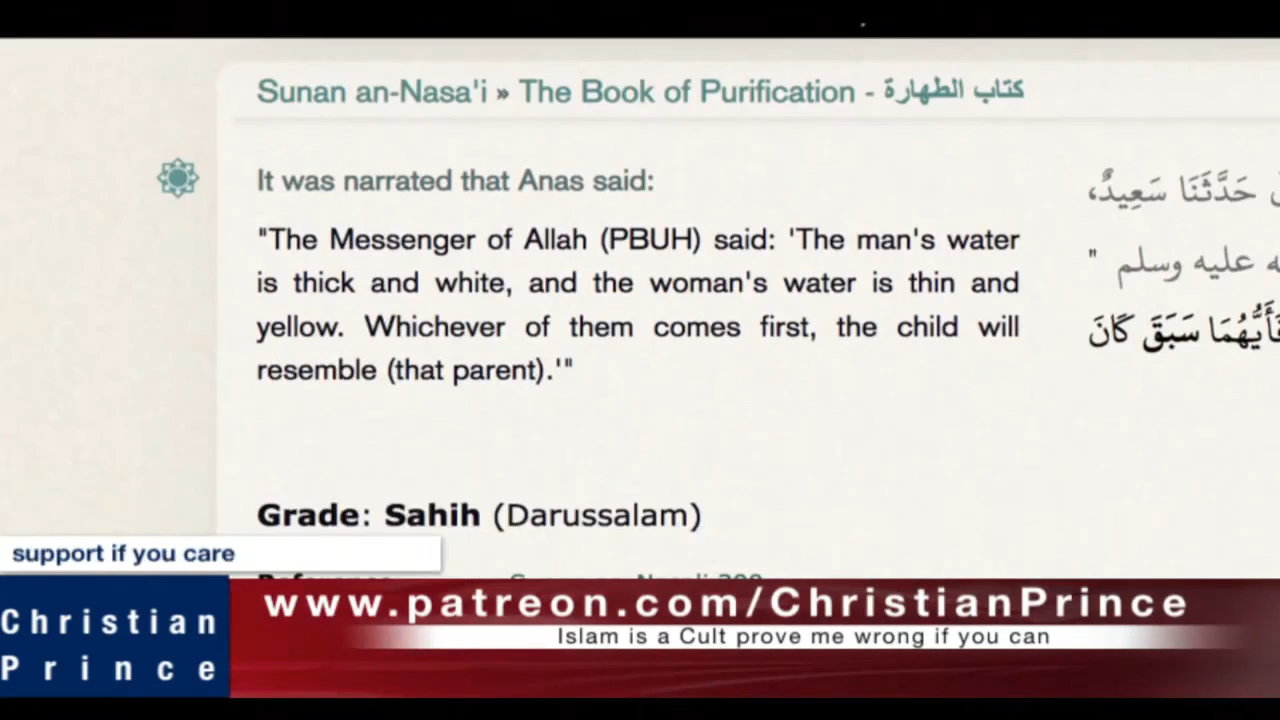 Sunan an-Nasa'i » The Book of Purification - كتاب الطهارة
It was narrated that Anas said:
"The Messenger of Allah (PBUH) said: 'The man's water
is thick and white, and the woman's water is thin and
yellow. Whichever of them comes first, the child will
resemble (that parent).'"
حَدَّثَنَا سَعِيدٌ،
عليه وسلم "
فَأَيُّهُمَا سَبَقَ كَانَ
Grade: Sahih (Darussalam)
support if you care
Christian
Prince
www.patreon.com/ChristianPrince
Islam is a Cult prove me wrong if you can